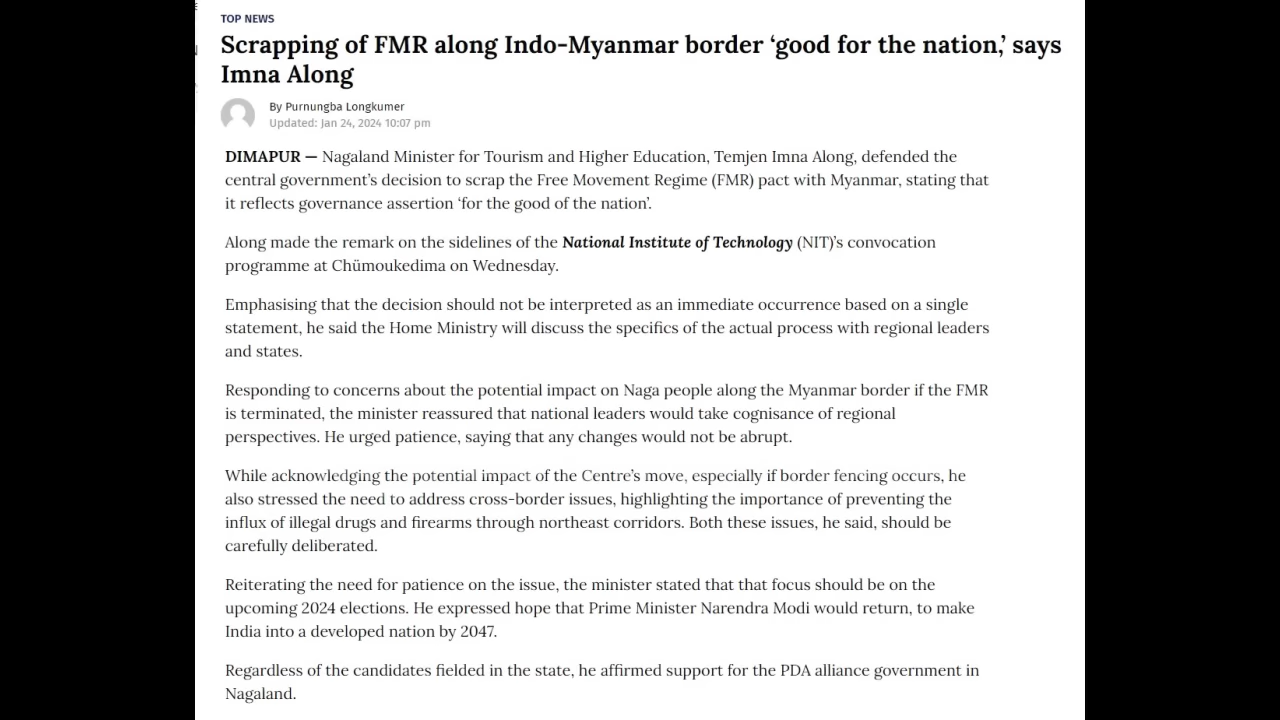 TOP NEWS
Scrapping of FMR along Indo-Myanmar border ‘good for the nation,’ says
Imna Along
By Purnungba Longkumer
Updated: Jan 24, 2024 10:07 pm
DIMAPUR — Nagaland Minister for Tourism and Higher Education, Temjen Imna Along, defended the
central government’s decision to scrap the Free Movement Regime (FMR) pact with Myanmar, stating that
it reflects governance assertion ‘for the good of the nation’.
Along made the remark on the sidelines of the National Institute of Technology (NIT)’s convocation
programme at Chümoukedima on Wednesday.
Emphasising that the decision should not be interpreted as an immediate occurrence based on a single
statement, he said the Home Ministry will discuss the specifics of the actual process with regional leaders
and states.
Responding to concerns about the potential impact on Naga people along the Myanmar border if the FMR
is terminated, the minister reassured that national leaders would take cognisance of regional
perspectives. He urged patience, saying that any changes would not be abrupt.
While acknowledging the potential impact of the Centre’s move, especially if border fencing occurs, he
also stressed the need to address cross-border issues, highlighting the importance of preventing the
influx of illegal drugs and firearms through northeast corridors. Both these issues, he said, should be
carefully deliberated.
Reiterating the need for patience on the issue, the minister stated that that focus should be on the
upcoming 2024 elections. He expressed hope that Prime Minister Narendra Modi would return, to make
India into a developed nation by 2047.
Regardless of the candidates fielded in the state, he affirmed support for the PDA alliance government in
Nagaland.